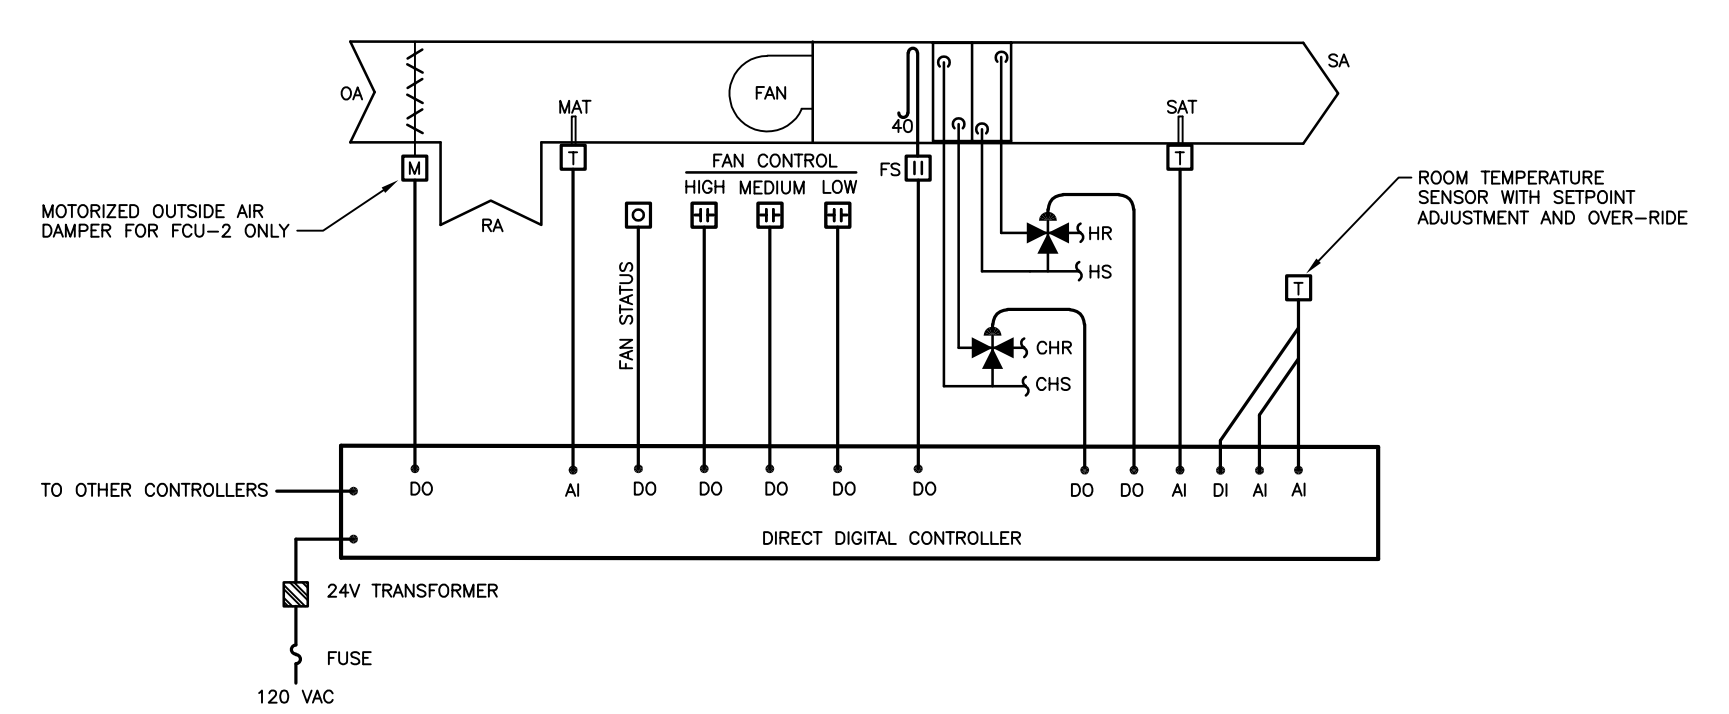 SA
OA
FAN
MAT
SAT
40
M
T
FAN CONTROL
FS
T
HIGH MEDIUM LOW
ROOM TEMPERATURE
SENSOR WITH SETPOINT
ADJUSTMENT AND OVER-RIDE
MOTORIZED OUTSIDE AIR
DAMPER FOR FCU-2 ONLY
RA
HR
HS
T
FAN STATUS
CHR
CHS
TO OTHER CONTROLLERS
DO AI DO DO DO DO DO DO DO AI DI AI AI
DIRECT DIGITAL CONTROLLER
24V TRANSFORMER
FUSE
120 VAC